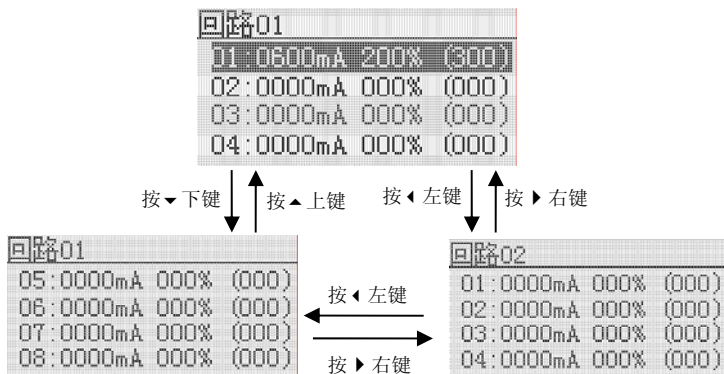 回路01
01:0600mA 200% (300)
02:0000mA 000% (000)
03:0000mA 000% (000)
04:0000mA 000% (000)
按▼下键
按▲上键
按◀左键
按▶右键
回路01
05:0000mA 000% (000)
06:0000mA 000% (000)
07:0000mA 000% (000)
08:0000mA 000% (000)
按◀左键
按▶右键
回路02
01:0000mA 000% (000)
02:0000mA 000% (000)
03:0000mA 000% (000)
04:0000mA 000% (000)